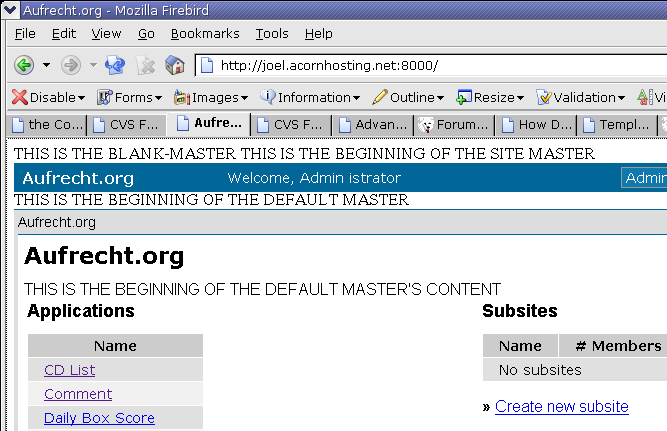 Aufrecht.org - Mozilla Firebird
File Edit View Go Bookmarks Tools Help
http://joel.acornhosting.net:8000/
Disable Forms Images Information Outline Resize Validation
the Co... CVS F... Aufre... CVS F... Advan... Forum... How D... Templ...
THIS IS THE BLANK-MASTER THIS IS THE BEGINNING OF THE SITE MASTER
Aufrecht.org Welcome, Admin istrator Admin
THIS IS THE BEGINNING OF THE DEFAULT MASTER
Aufrecht.org
Aufrecht.org
THIS IS THE BEGINNING OF THE DEFAULT MASTER'S CONTENT
Applications Subsites
Name Name # Members
CD List No subsites
Comment
Daily Box Score » Create new subsite